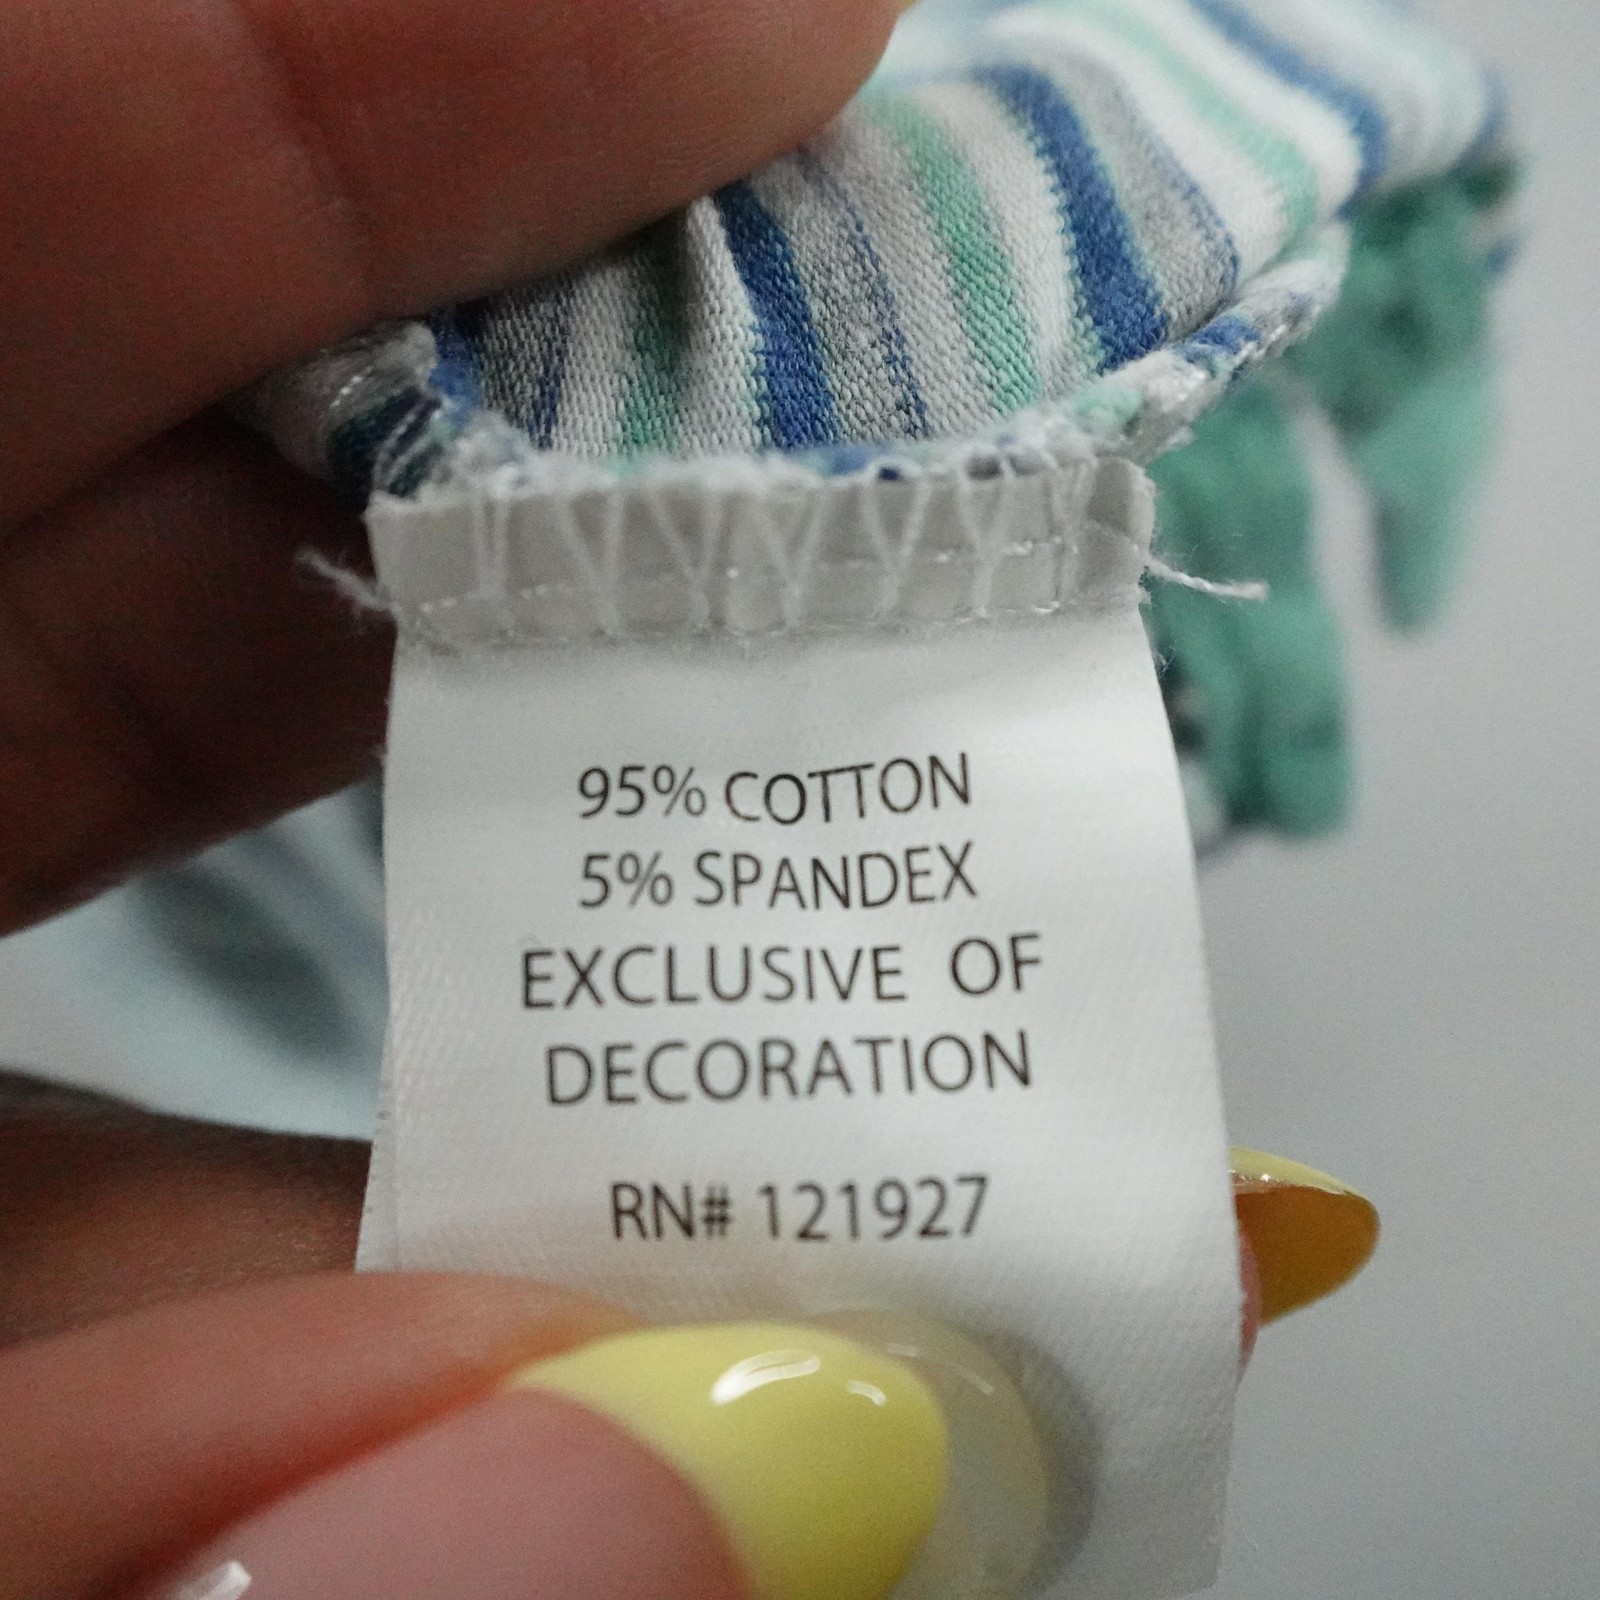 95% COTTON
5% SPANDEX
EXCLUSIVE OF
DECORATION
RN# 121927